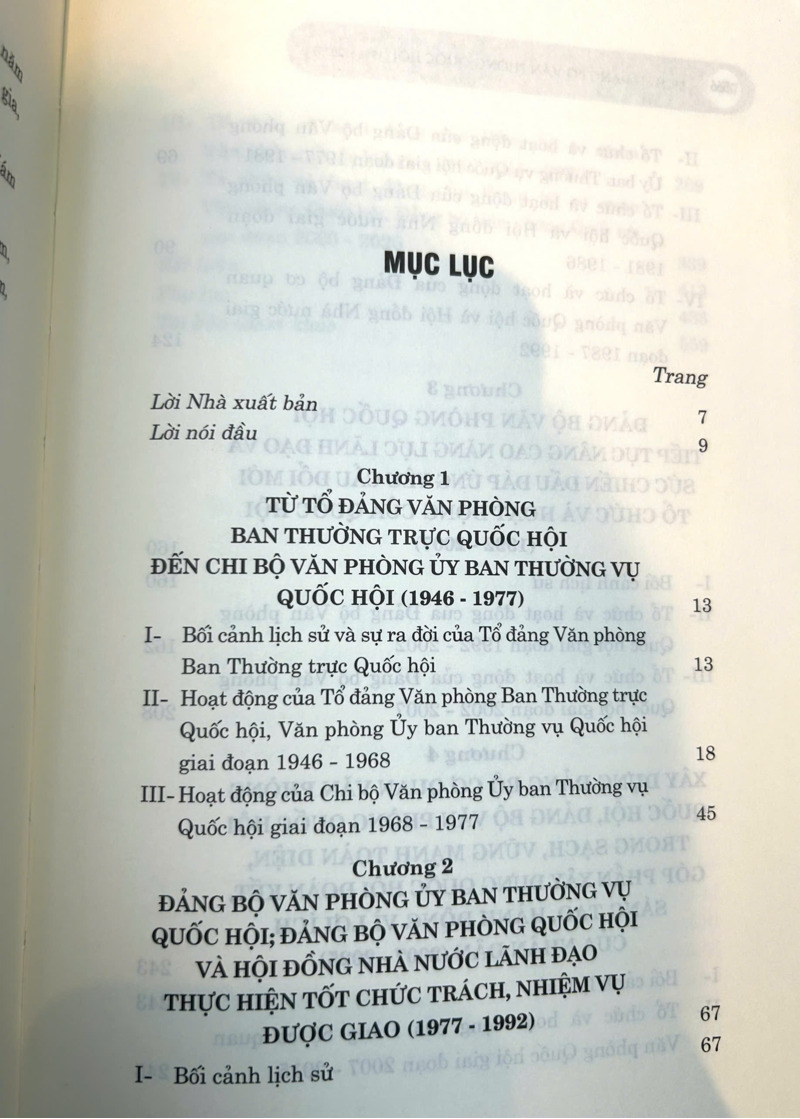 nám
gia,
MỤC LỤC
Trang
Lời Nhà xuất bản 7
Lời nói đầu 9
Chương 1
TỪ TỔ ĐẢNG VĂN PHÒNG
BAN THƯỜNG TRỰC QUỐC HỘI
ĐẾN CHI BỘ VĂN PHÒNG ỦY BAN THƯỜNG VỤ
QUỐC HỘI (1946 - 1977) 13
I- Bối cảnh lịch sử và sự ra đời của Tổ đảng Văn phòng
Ban Thường trực Quốc hội 13
II- Hoạt động của Tổ đảng Văn phòng Ban Thường trực
Quốc hội, Văn phòng Ủy ban Thường vụ Quốc hội
giai đoạn 1946 - 1968 18
III- Hoạt động của Chi bộ Văn phòng Ủy ban Thường vụ
Quốc hội giai đoạn 1968 - 1977 45
Chương 2
ĐẢNG BỘ VĂN PHÒNG ỦY BAN THƯỜNG VỤ
QUỐC HỘI; ĐẢNG BỘ VĂN PHÒNG QUỐC HỘI
VÀ HỘI ĐỒNG NHÀ NƯỚC LÃNH ĐẠO
THỰC HIỆN TỐT CHỨC TRÁCH, NHIỆM VỤ
ĐƯỢC GIAO (1977 - 1992) 67
I- Bối cảnh lịch sử 67